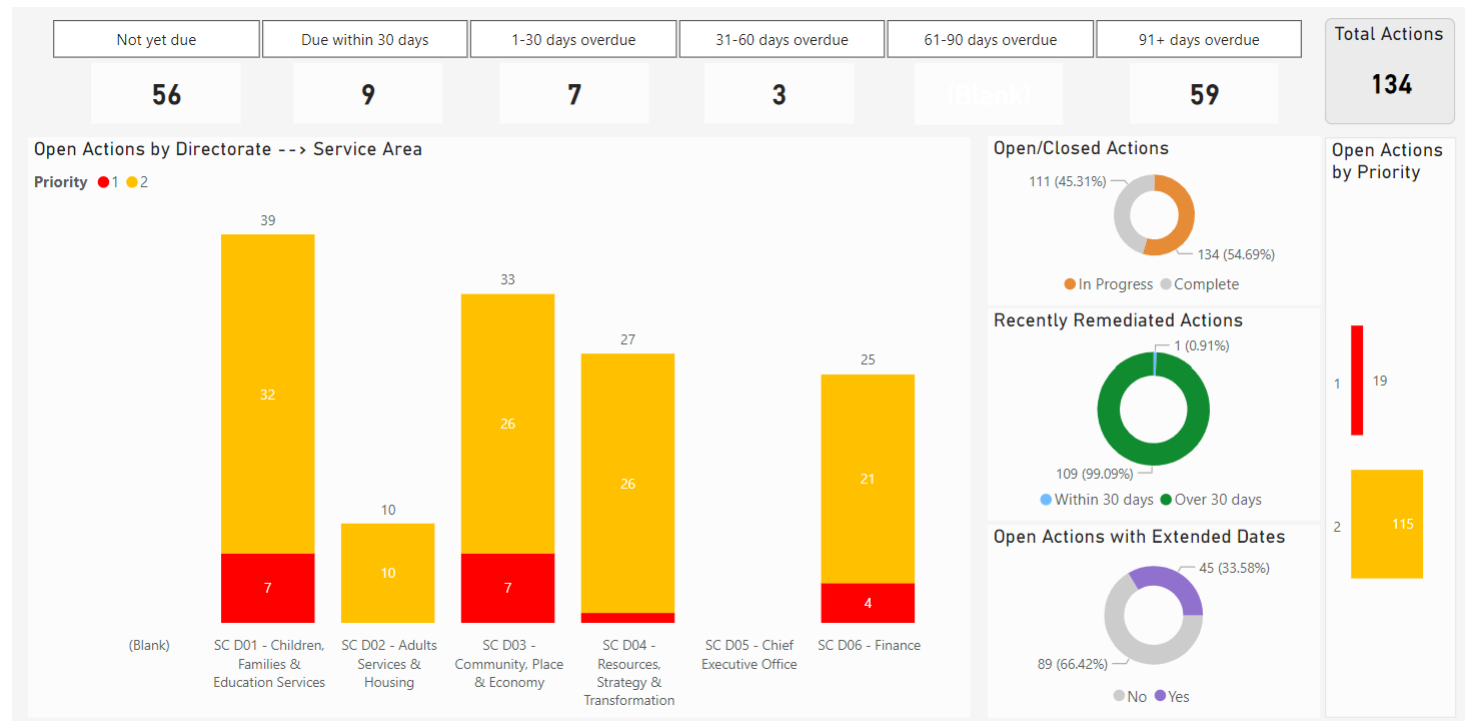 Not yet due
Due within 30 days
1-30 days overdue
31-60 days overdue
61-90 days overdue
91+ days overdue
Total Actions
56
9
7
3
(Blank)
59
134
Open Actions by Directorate --> Service Area
Priority 1 2
39
32
7
10
10
33
26
7
27
26
25
21
4
(Blank)
SC D01 - Children,
Families &
Education Services
SC D02 - Adults
Services &
Housing
SC D03 -
Community, Place
& Economy
SC D04 -
Resources,
Strategy &
Transformation
SC D05 - Chief
Executive Office
SC D06 - Finance
Open/Closed Actions
111 (45.31%)
134 (54.69%)
In Progress Complete
Recently Remediated Actions
1 (0.91%)
109 (99.09%)
Within 30 days Over 30 days
Open Actions with Extended Dates
45 (33.58%)
89 (66.42%)
No Yes
Open Actions
by Priority
1
19
2
115